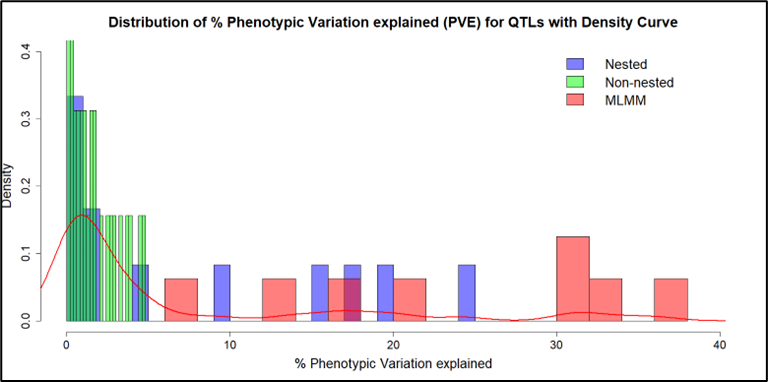 Distribution of % Phenotypic Variation explained (PVE) for QTLs with Density Curve
Nested
Non-nested
MLMM
Density
0.4
0.3
0.2
0.1
0.0
0 10 20 30 40
% Phenotypic Variation explained